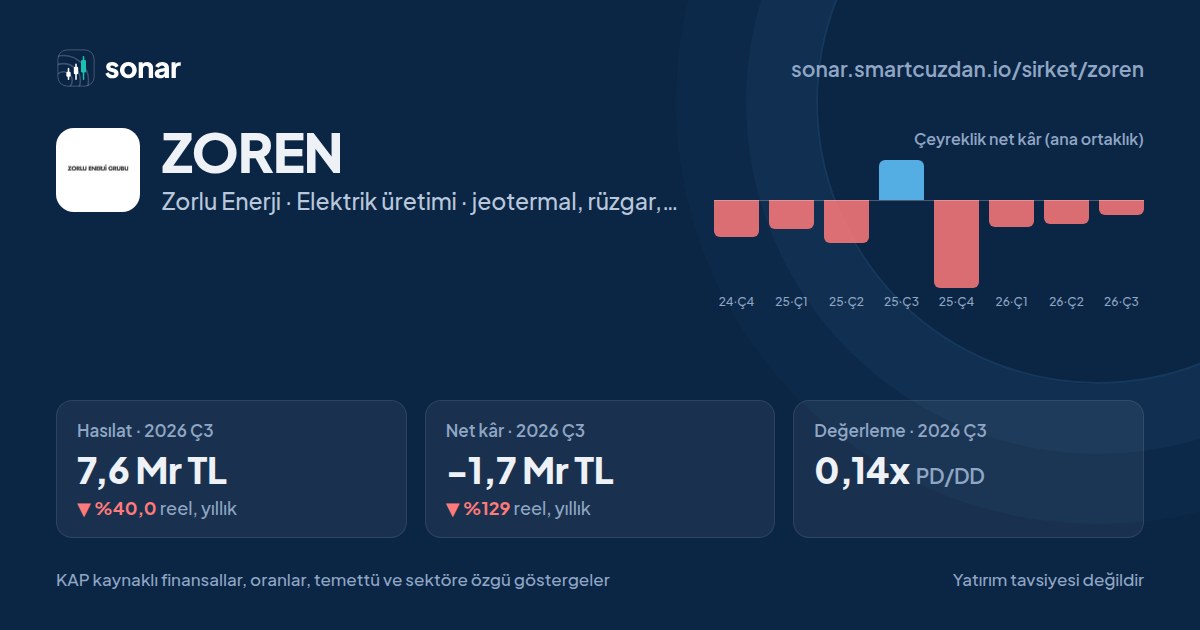 sonar
sonar.smartcuzdan.io/sirket/zoren
ZORLU ENERJİ GRUBU
ZOREN
Zorlu Enerji · Elektrik üretimi · jeotermal, rüzgar,...
Çeyreklik net kâr (ana ortaklık)
24·Ç4 25·Ç1 25·Ç2 25·Ç3 25·Ç4 26·Ç1 26·Ç2 26·Ç3
Hasılat · 2026 Ç3
7,6 Mr TL
▼ %40,0 reel, yıllık
Net kâr · 2026 Ç3
−1,7 Mr TL
▼ %129 reel, yıllık
Değerleme · 2026 Ç3
0,14x PD/DD
KAP kaynaklı finansallar, oranlar, temettü ve sektöre özgü göstergeler
Yatırım tavsiyesi değildir